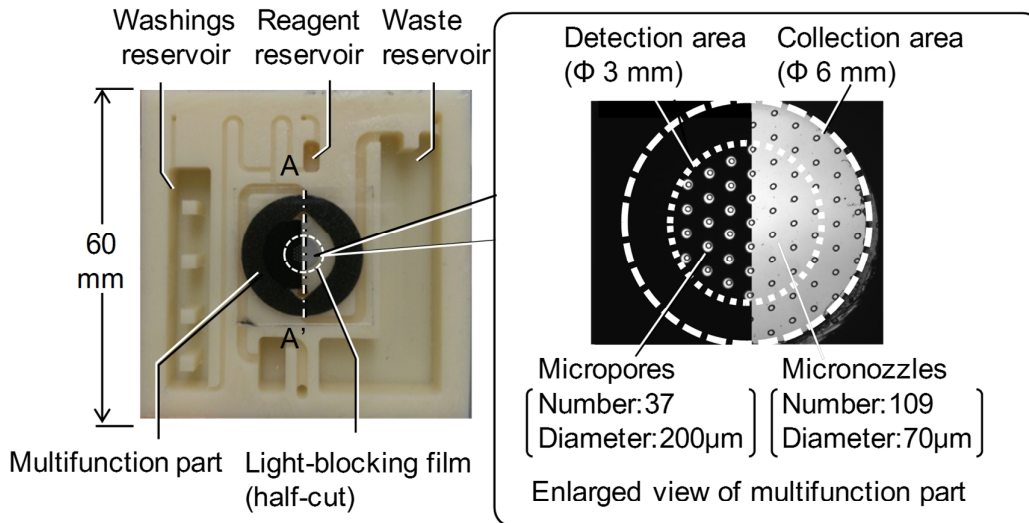 Washings
reservoir
Reagent
reservoir
Waste
reservoir
A
A’
60
mm
Multifunction part
Light-blocking film
(half-cut)
Detection area
(Φ 3 mm)
Collection area
(Φ 6 mm)
Micropores
Number:37
Diameter:200μm
Micronozzles
Number:109
Diameter:70μm
Enlarged view of multifunction part